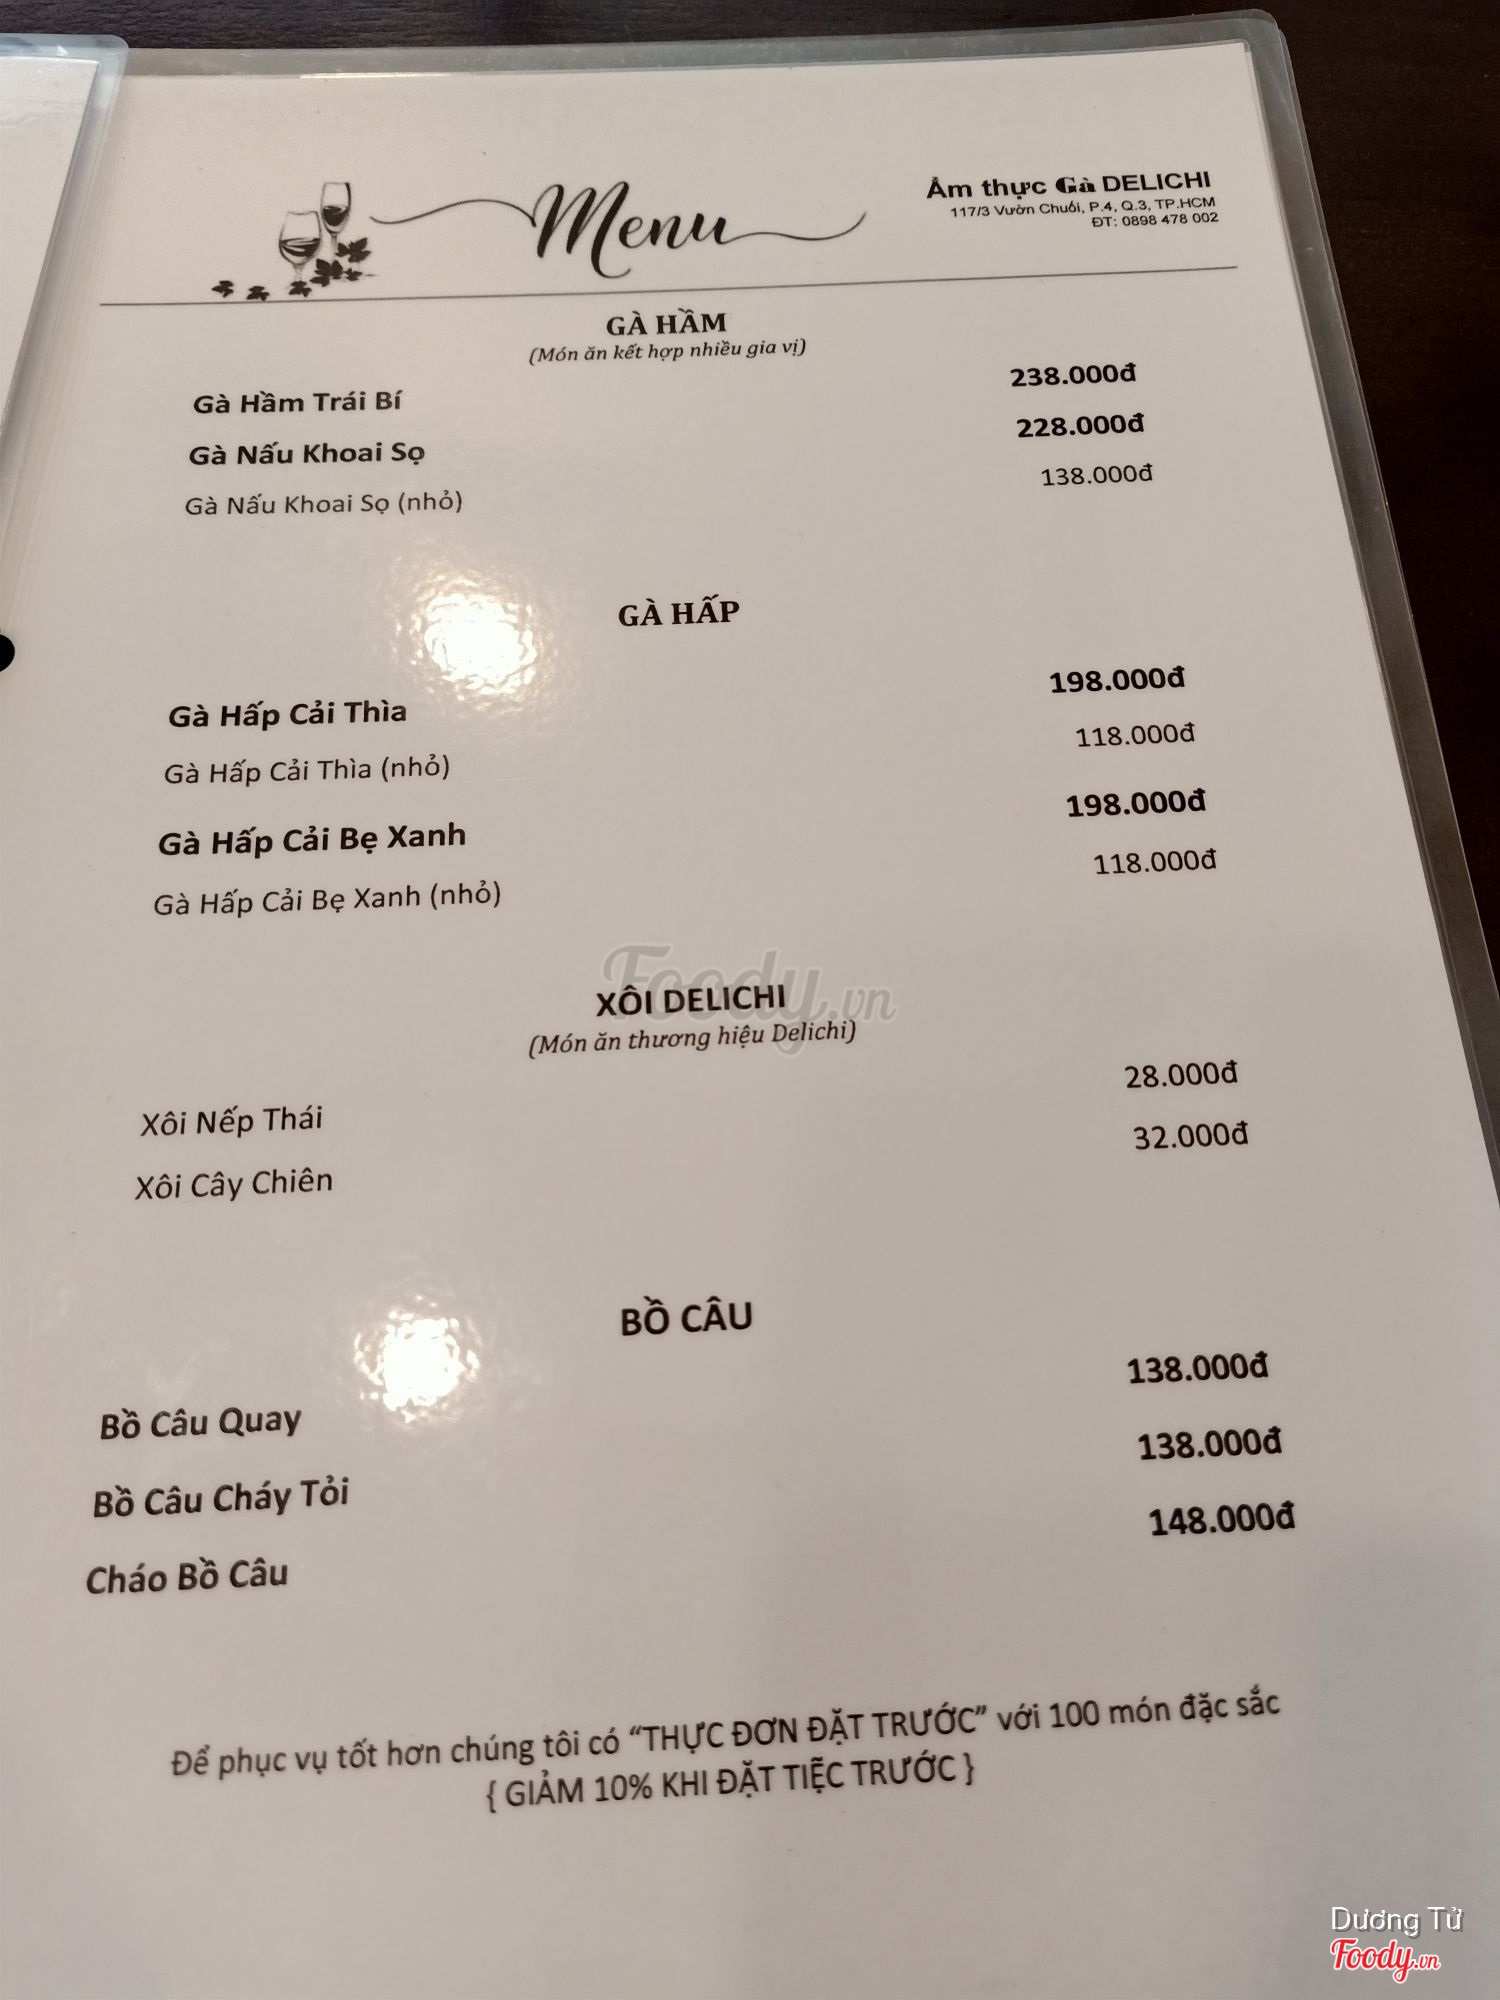 Menu
Ẩm thực Gà DELICHI
117/3 Vườn Chuối, P.4, Q.3, TP.HCM
ĐT: 0898 478 002
GÀ HẦM
(Món ăn kết hợp nhiều gia vị)
Gà Hầm Trái Bí 238.000đ
Gà Nấu Khoai Sọ 228.000đ
Gà Nấu Khoai Sọ (nhỏ) 138.000đ
GÀ HẤP
Gà Hấp Cải Thìa 198.000đ
Gà Hấp Cải Thìa (nhỏ) 118.000đ
Gà Hấp Cải Bẹ Xanh 198.000đ
Gà Hấp Cải Bẹ Xanh (nhỏ) 118.000đ
Foody.vn
XÔI DELICHI
(Món ăn thương hiệu Delichi)
Xôi Nếp Thái 28.000đ
Xôi Cây Chiên 32.000đ
BỒ CÂU
Bồ Câu Quay 138.000đ
Bồ Câu Cháy Tỏi 138.000đ
Cháo Bồ Câu 148.000đ
Để phục vụ tốt hơn chúng tôi có “THỰC ĐƠN ĐẶT TRƯỚC” với 100 món đặc sắc
{ GIẢM 10% KHI ĐẶT TIỆC TRƯỚC }
Dương Tử
Foody.vn